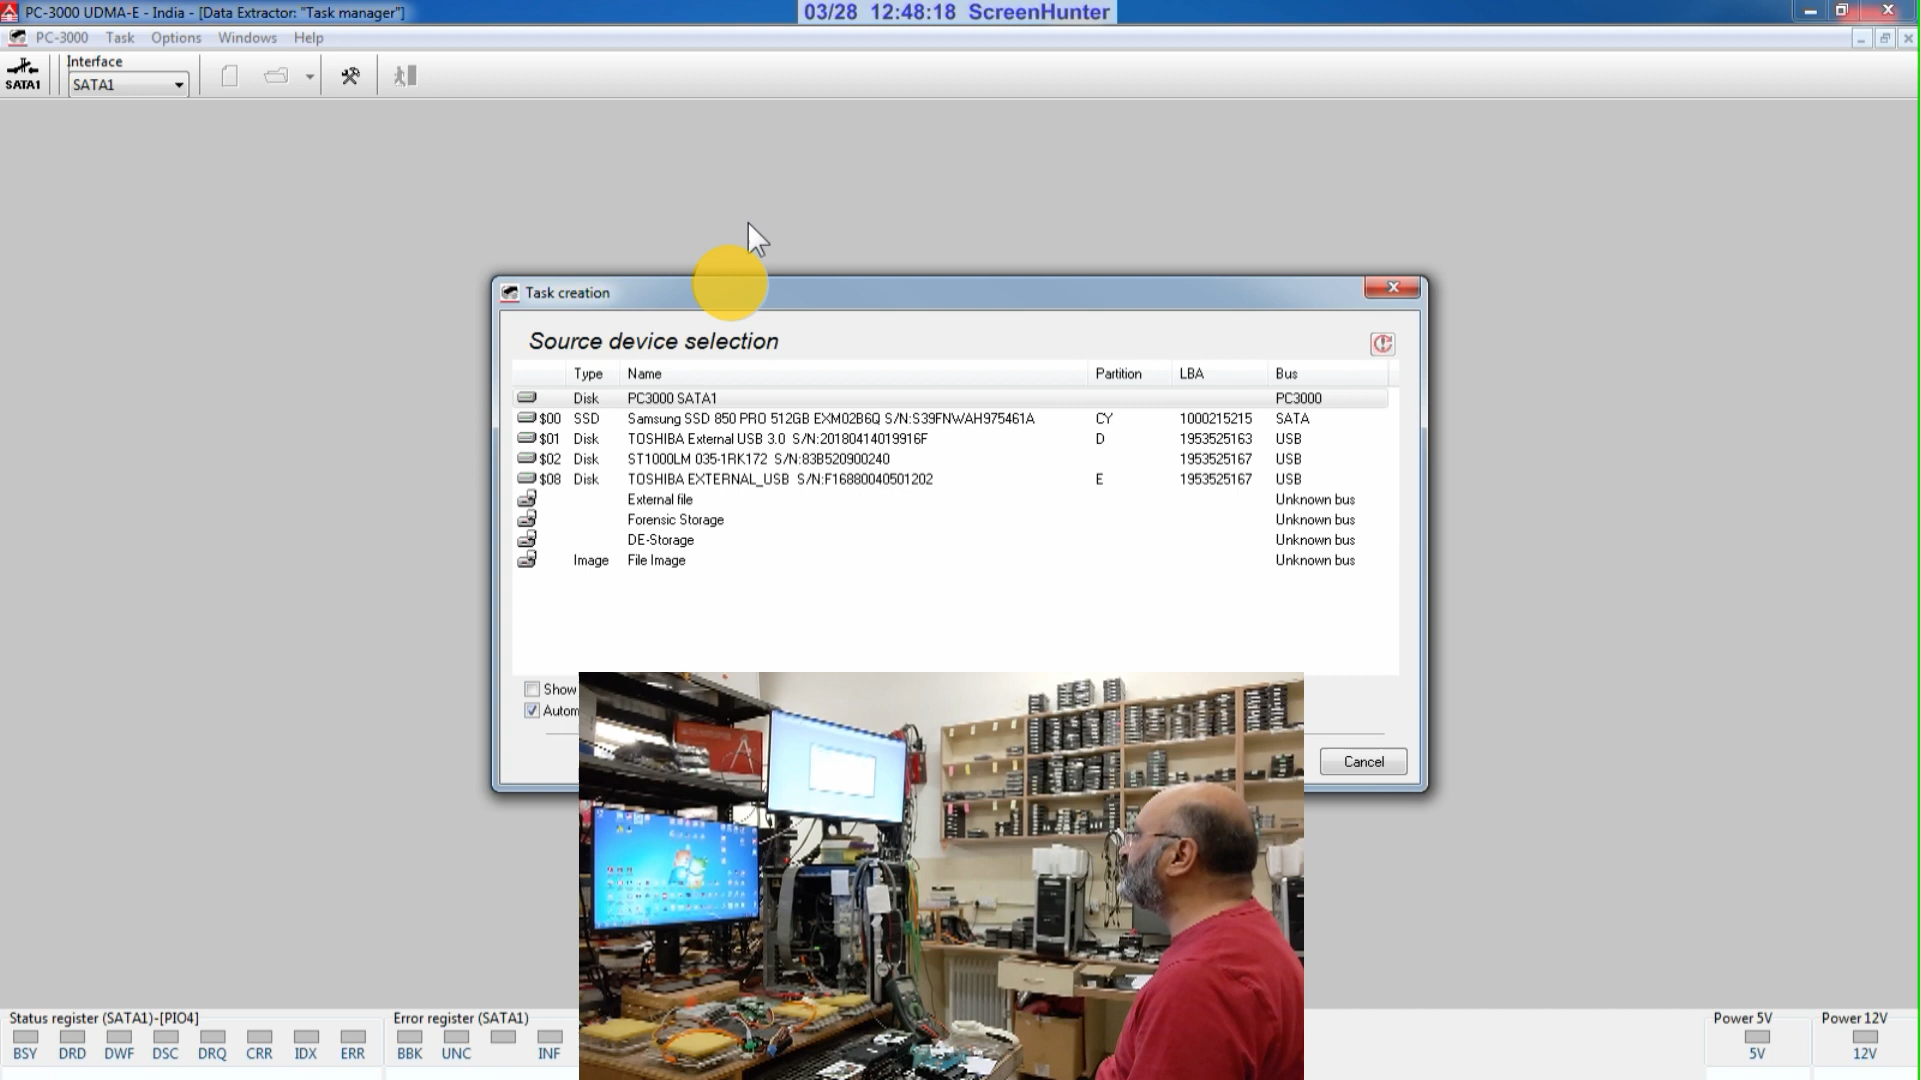 PC-3000 UDMA-E - India - [Data Extractor: "Task manager"]
03/28 12:48:18 ScreenHunter
PC-3000 Task Options Windows Help
SATA1
Interface
SATA1
Task creation
Source device selection
Type Name Partition LBA Bus
Disk PC3000 SATA1 PC3000
$00 SSD Samsung SSD 850 PRO 512GB EXM02B6Q S/N:S39FNWAH975461A CY 1000215215 SATA
$01 Disk TOSHIBA External USB 3.0 S/N:20180414019916F D 1953525163 USB
$02 Disk ST1000LM 035-1RK172 S/N:83B520900240 1953525167 USB
$08 Disk TOSHIBA EXTERNAL_USB S/N:F16880040501202 E 1953525167 USB
External file Unknown bus
Forensic Storage Unknown bus
DE-Storage Unknown bus
Image File Image Unknown bus
Show
Autom
Cancel
Status register (SATA1)-[PIO4]
BSY DRD DWF DSC DRQ CRR IDX ERR
Error register (SATA1)
BBK UNC INF
Power 5V
5V
Power 12V
12V